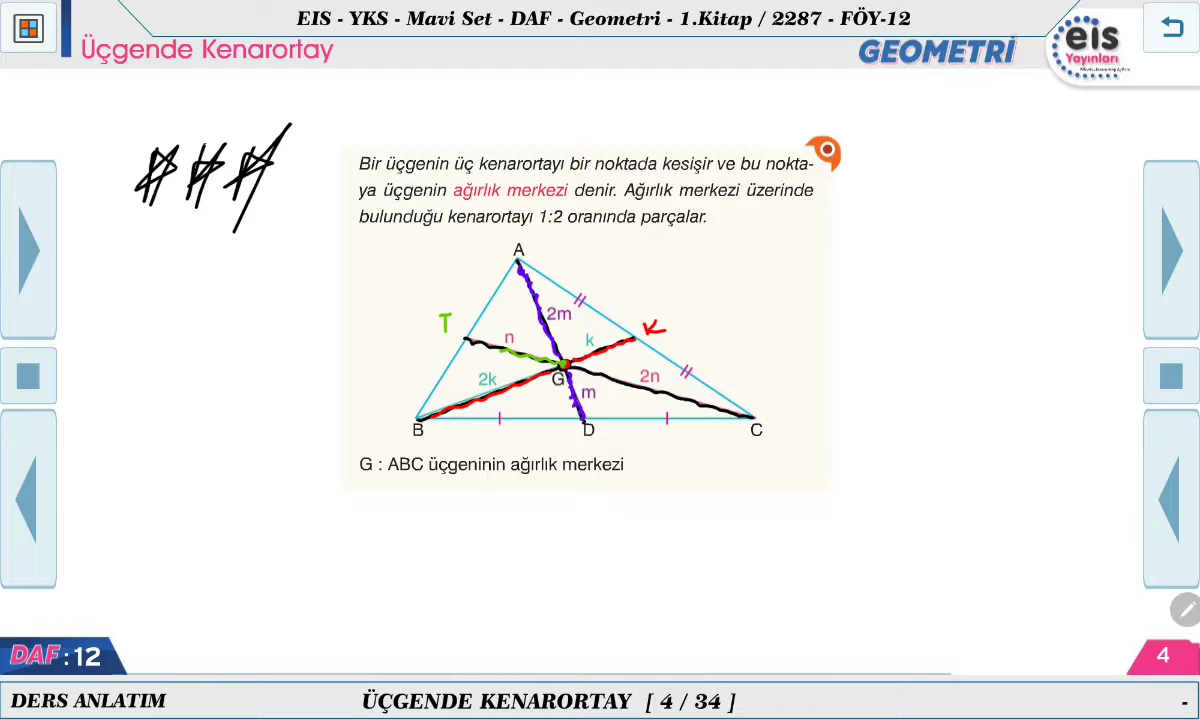 EIS - YKS - Mavi Set - DAF - Geometri - 1.Kitap / 2287 - FÖY-12
Üçgende Kenarortay
GEOMETRİ
eis
Yayınları
Bir üçgenin üç kenarortayı bir noktada kesişir ve bu nokta-
ya üçgenin ağırlık merkezi denir. Ağırlık merkezi üzerinde
bulunduğu kenarortayı 1:2 oranında parçalar.
A
2m
T
K
n
k
G
2k
m
2n
B
D
C
G : ABC üçgeninin ağırlık merkezi
DAF : 12
4
DERS ANLATIM
ÜÇGENDE KENARORTAY [ 4 / 34 ]
-